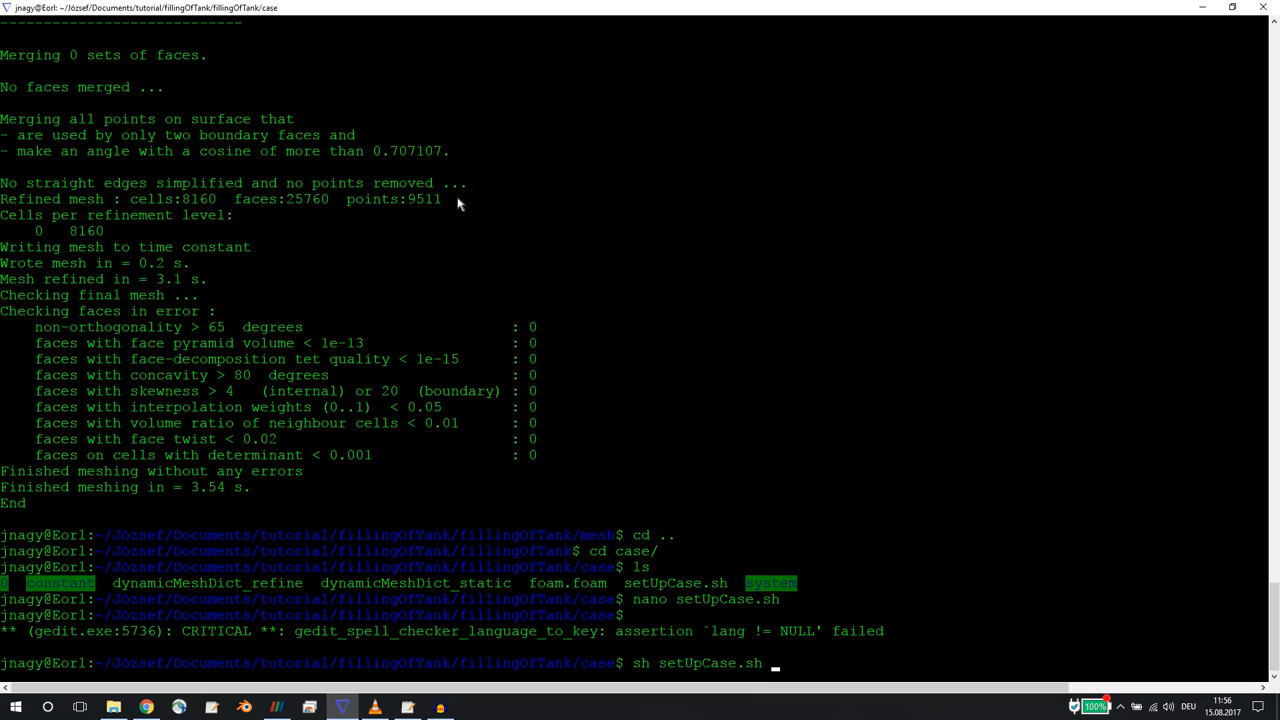 jnagy@Eorl: ~/József/Documents/tutorial/fillingOfTank/fillingOfTank/case
----------------------------
Merging 0 sets of faces.
No faces merged ...
Merging all points on surface that
- are used by only two boundary faces and
- make an angle with a cosine of more than 0.707107.
No straight edges simplified and no points removed ...
Refined mesh : cells:8160  faces:25760  points:9511
Cells per refinement level:
    0   8160
Writing mesh to time constant
Wrote mesh in = 0.2 s.
Mesh refined in = 3.1 s.
Checking final mesh ...
Checking faces in error :
    non-orthogonality > 65  degrees                        : 0
    faces with face pyramid volume < 1e-13                 : 0
    faces with face-decomposition tet quality < 1e-15      : 0
    faces with concavity > 80  degrees                     : 0
    faces with skewness > 4   (internal) or 20  (boundary) : 0
    faces with interpolation weights (0..1)  < 0.05        : 0
    faces with volume ratio of neighbour cells < 0.01      : 0
    faces with face twist < 0.02                           : 0
    faces on cells with determinant < 0.001                : 0
Finished meshing without any errors
Finished meshing in = 3.54 s.
End
jnagy@Eorl:~/József/Documents/tutorial/fillingOfTank/fillingOfTank/mesh$ cd ..
jnagy@Eorl:~/József/Documents/tutorial/fillingOfTank/fillingOfTank$ cd case/
jnagy@Eorl:~/József/Documents/tutorial/fillingOfTank/fillingOfTank/case$ ls
0  constant  dynamicMeshDict_refine  dynamicMeshDict_static  foam.foam  setUpCase.sh  system
jnagy@Eorl:~/József/Documents/tutorial/fillingOfTank/fillingOfTank/case$ nano setUpCase.sh
jnagy@Eorl:~/József/Documents/tutorial/fillingOfTank/fillingOfTank/case$
** (gedit.exe:5736): CRITICAL **: gedit_spell_checker_language_to_key: assertion `lang != NULL' failed
jnagy@Eorl:~/József/Documents/tutorial/fillingOfTank/fillingOfTank/case$ sh setUpCase.sh
100% DEU 11:56
15.08.2017